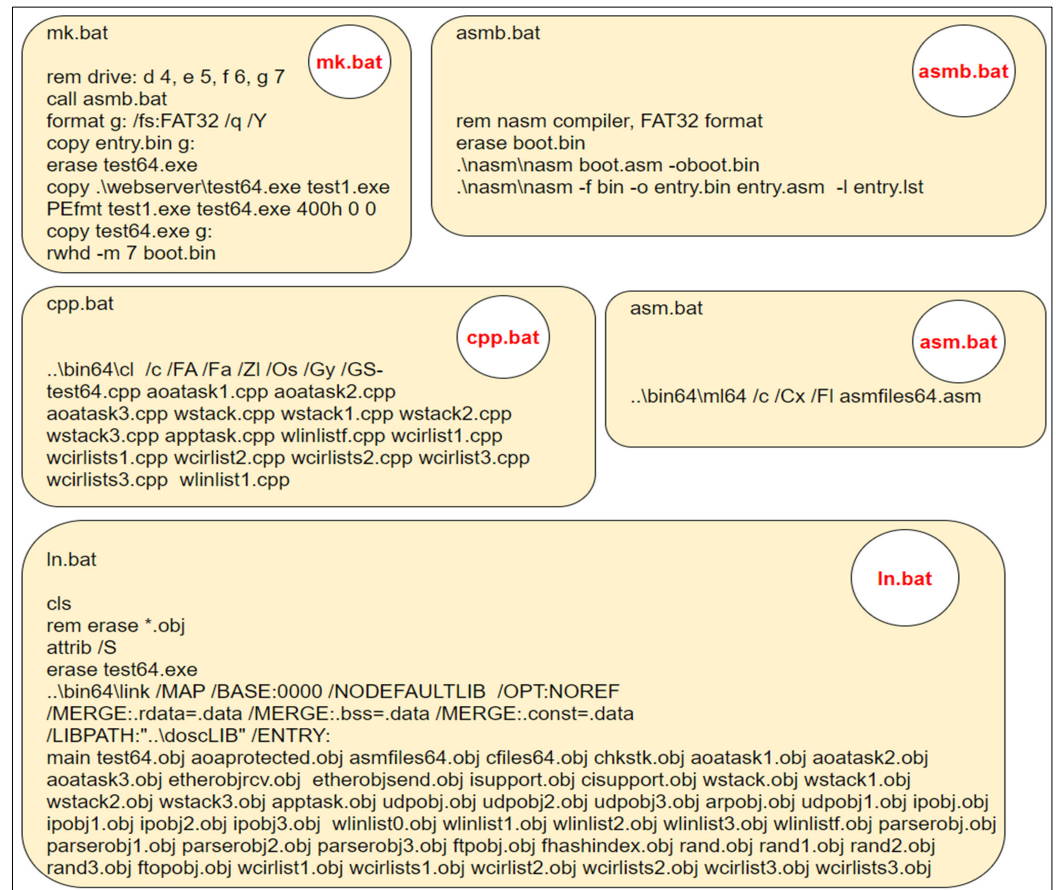 mk.bat
mk.bat
rem drive: d 4, e 5, f 6, g 7
call asmb.bat
format g: /fs:FAT32 /q /Y
copy entry.bin g:
erase test64.exe
copy .\webserver\test64.exe test1.exe
PEfmt test1.exe test64.exe 400h 0 0
copy test64.exe g:
rwhd -m 7 boot.bin
asmb.bat
asmb.bat
rem nasm compiler, FAT32 format
erase boot.bin
.\nasm\nasm boot.asm -oboot.bin
.\nasm\nasm -f bin -o entry.bin entry.asm  -l entry.lst
cpp.bat
cpp.bat
..\bin64\cl  /c /FA /Fa /Zl /Os /Gy /GS-
test64.cpp aoatask1.cpp aoatask2.cpp
aoatask3.cpp wstack.cpp wstack1.cpp wstack2.cpp
wstack3.cpp apptask.cpp wlinlistf.cpp wcirlist1.cpp
wcirlists1.cpp wcirlist2.cpp wcirlists2.cpp wcirlist3.cpp
wcirlists3.cpp  wlinlist1.cpp
asm.bat
asm.bat
..\bin64\ml64 /c /Cx /Fl asmfiles64.asm
ln.bat
ln.bat
cls
rem erase *.obj
attrib /S
erase test64.exe
..\bin64\link /MAP /BASE:0000 /NODEFAULTLIB  /OPT:NOREF
/MERGE:.rdata=.data /MERGE:.bss=.data /MERGE:.const=.data
/LIBPATH:"..\doscLIB" /ENTRY:
main test64.obj aoaprotected.obj asmfiles64.obj cfiles64.obj chkstk.obj aoatask1.obj aoatask2.obj
aoatask3.obj etherobjrcv.obj  etherobjsend.obj isupport.obj cisupport.obj wstack.obj wstack1.obj
wstack2.obj wstack3.obj apptask.obj udpobj.obj udpobj2.obj udpobj3.obj arpobj.obj udpobj1.obj ipobj.obj
ipobj1.obj ipobj2.obj ipobj3.obj  wlinlist0.obj wlinlist1.obj wlinlist2.obj wlinlist3.obj wlinlistf.obj parserobj.obj
parserobj1.obj parserobj2.obj parserobj3.obj ftpobj.obj fhashindex.obj rand.obj rand1.obj rand2.obj
rand3.obj ftopobj.obj wcirlist1.obj wcirlists1.obj wcirlist2.obj wcirlists2.obj wcirlist3.obj wcirlists3.obj